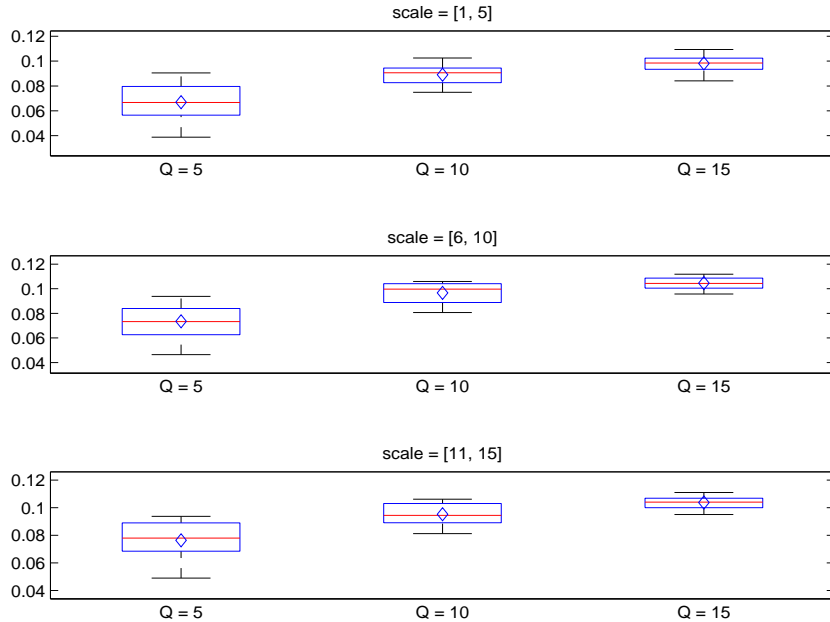 scale = [1, 5]
0.12
0.1
0.08
0.06
0.04
Q = 5 Q = 10 Q = 15
scale = [6, 10]
0.12
0.1
0.08
0.06
0.04
Q = 5 Q = 10 Q = 15
scale = [11, 15]
0.12
0.1
0.08
0.06
0.04
Q = 5 Q = 10 Q = 15